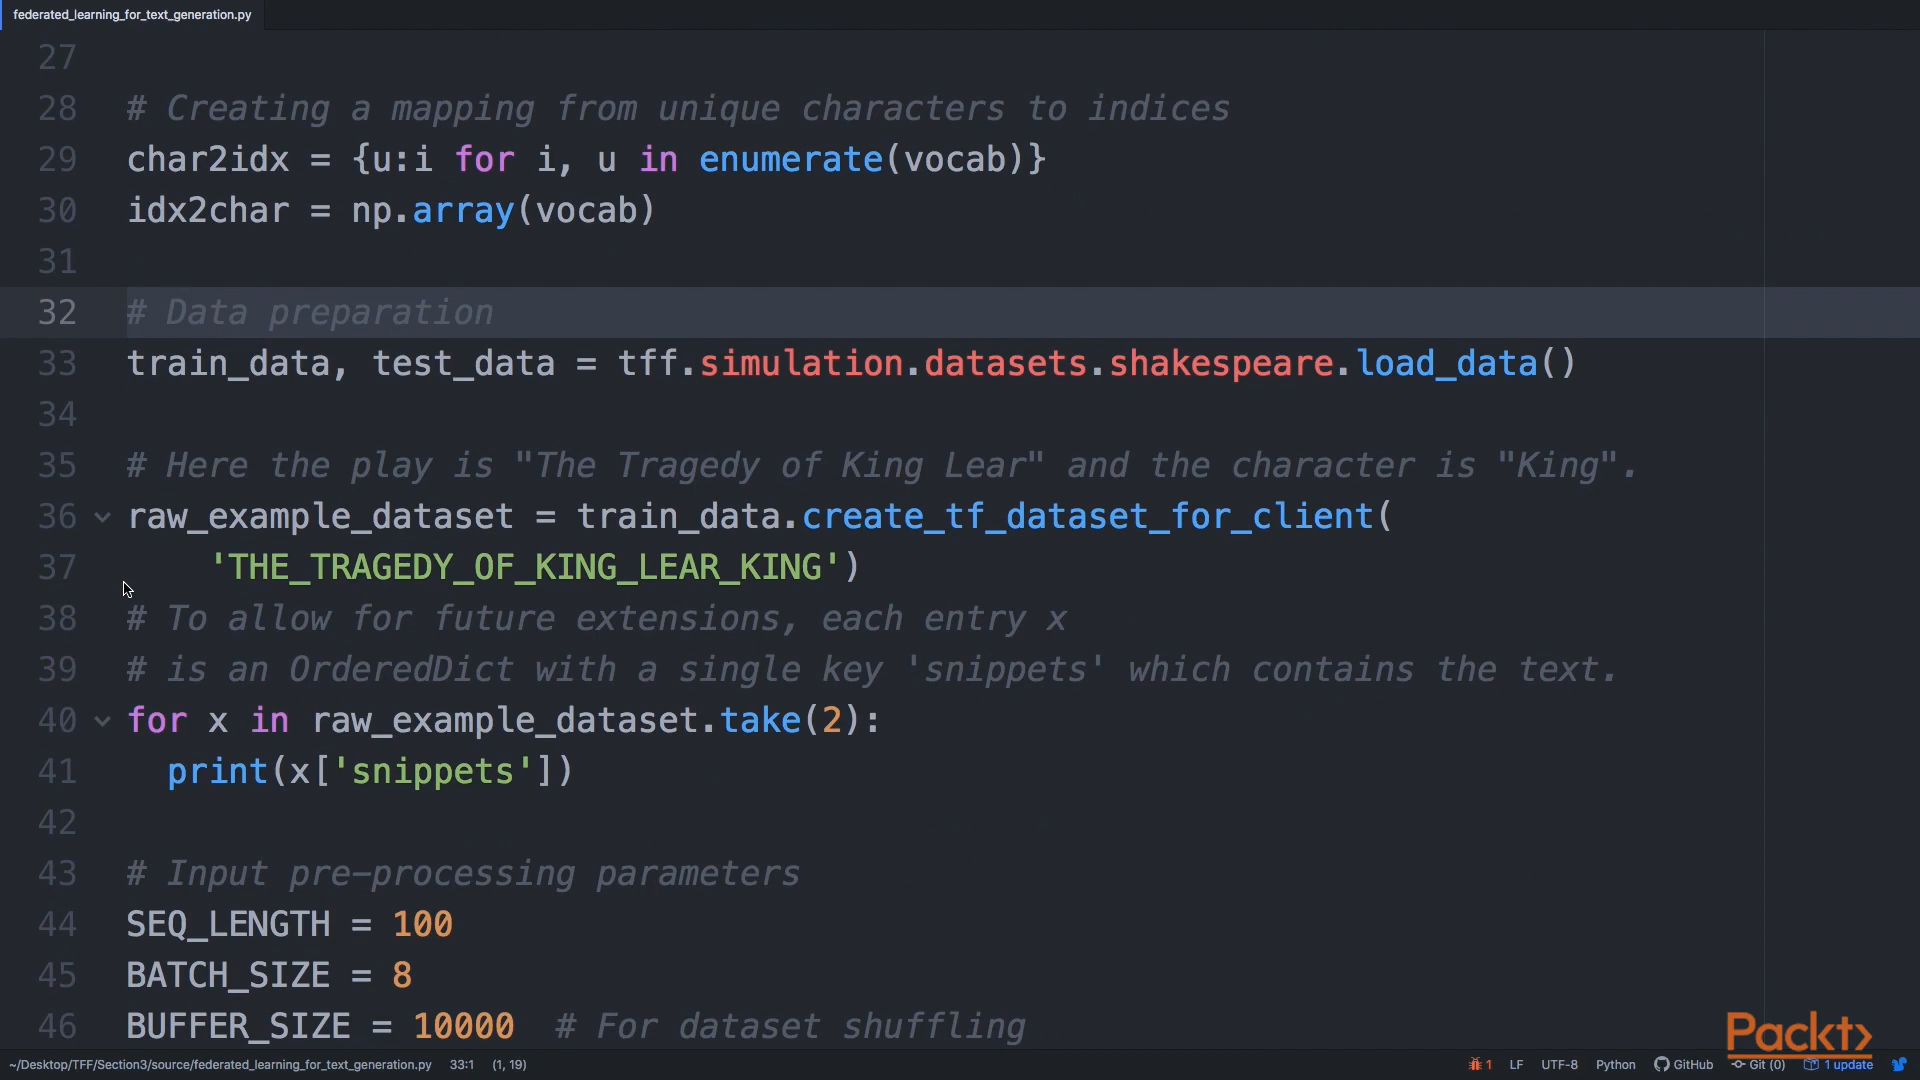 federated_learning_for_text_generation.py
27
28 # Creating a mapping from unique characters to indices
29 char2idx = {u:i for i, u in enumerate(vocab)}
30 idx2char = np.array(vocab)
31
32 # Data preparation
33 train_data, test_data = tff.simulation.datasets.shakespeare.load_data()
34
35 # Here the play is "The Tragedy of King Lear" and the character is "King".
36 raw_example_dataset = train_data.create_tf_dataset_for_client(
37 'THE_TRAGEDY_OF_KING_LEAR_KING')
38 # To allow for future extensions, each entry x
39 # is an OrderedDict with a single key 'snippets' which contains the text.
40 for x in raw_example_dataset.take(2):
41 print(x['snippets'])
42
43 # Input pre-processing parameters
44 SEQ_LENGTH = 100
45 BATCH_SIZE = 8
46 BUFFER_SIZE = 10000 # For dataset shuffling
Packt>
~/Desktop/TFF/Section3/source/federated_learning_for_text_generation.py 33:1 (1, 19) 1 LF UTF-8 Python GitHub Git (0) 1 update